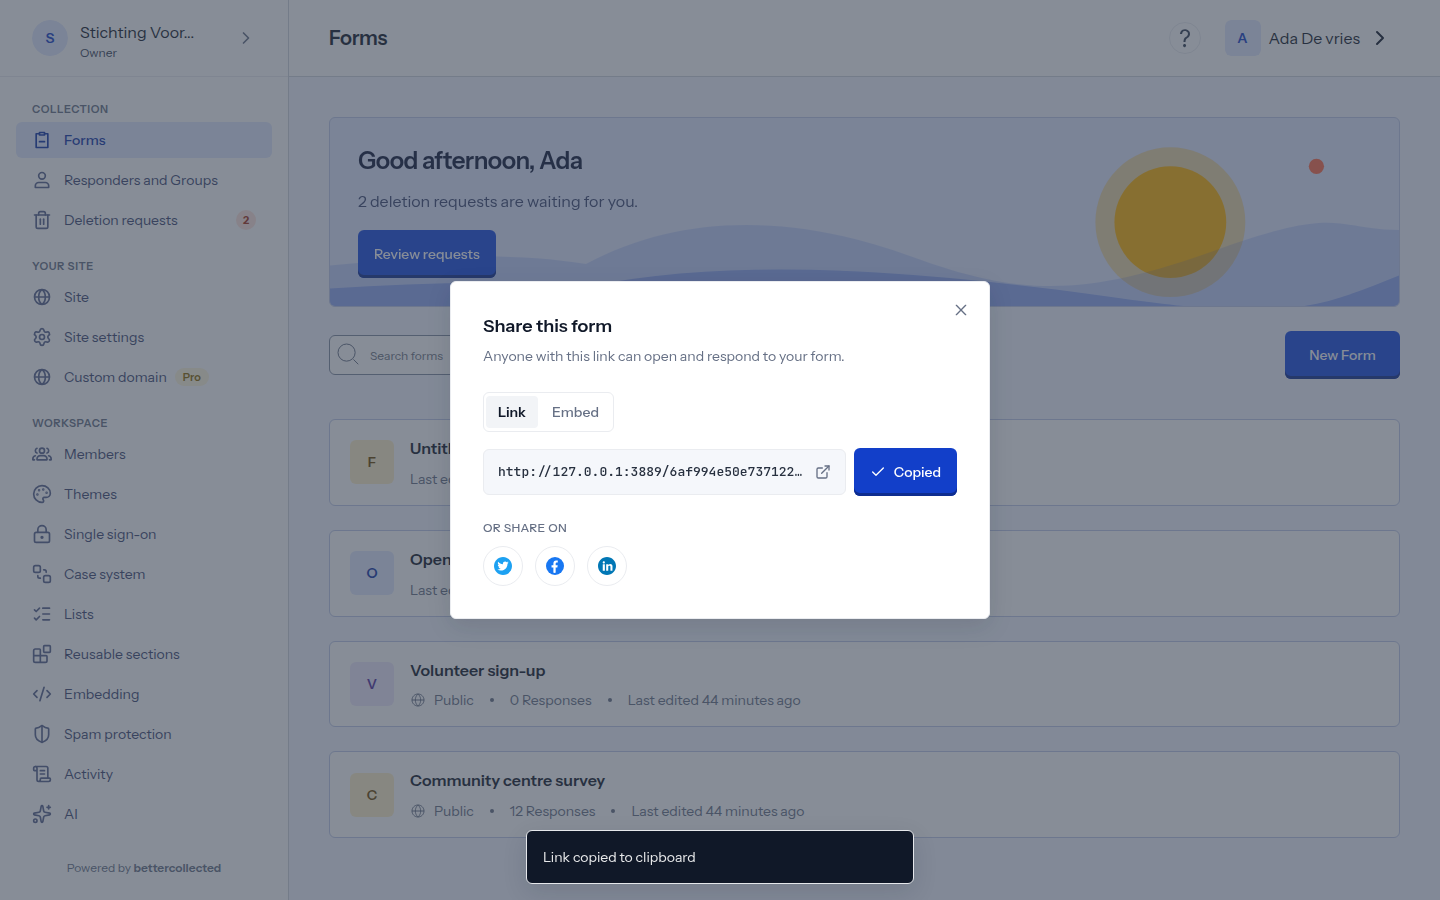 S
Stichting Voor...
Owner
Forms
?
A
Ada De vries
COLLECTION
Forms
Responders and Groups
Deletion requests
2
YOUR SITE
Site
Site settings
Custom domain
Pro
WORKSPACE
Members
Themes
Single sign-on
Case system
Lists
Reusable sections
Embedding
Spam protection
Activity
AI
Powered by bettercollected
Good afternoon, Ada
2 deletion requests are waiting for you.
Review requests
Search forms
New Form
Share this form
Anyone with this link can open and respond to your form.
Link
Embed
http://127.0.0.1:3889/6af994e50e737122…
Copied
OR SHARE ON
F
O
Open
V
Volunteer sign-up
Public • 0 Responses • Last edited 44 minutes ago
C
Community centre survey
Public • 12 Responses • Last edited 44 minutes ago
Link copied to clipboard